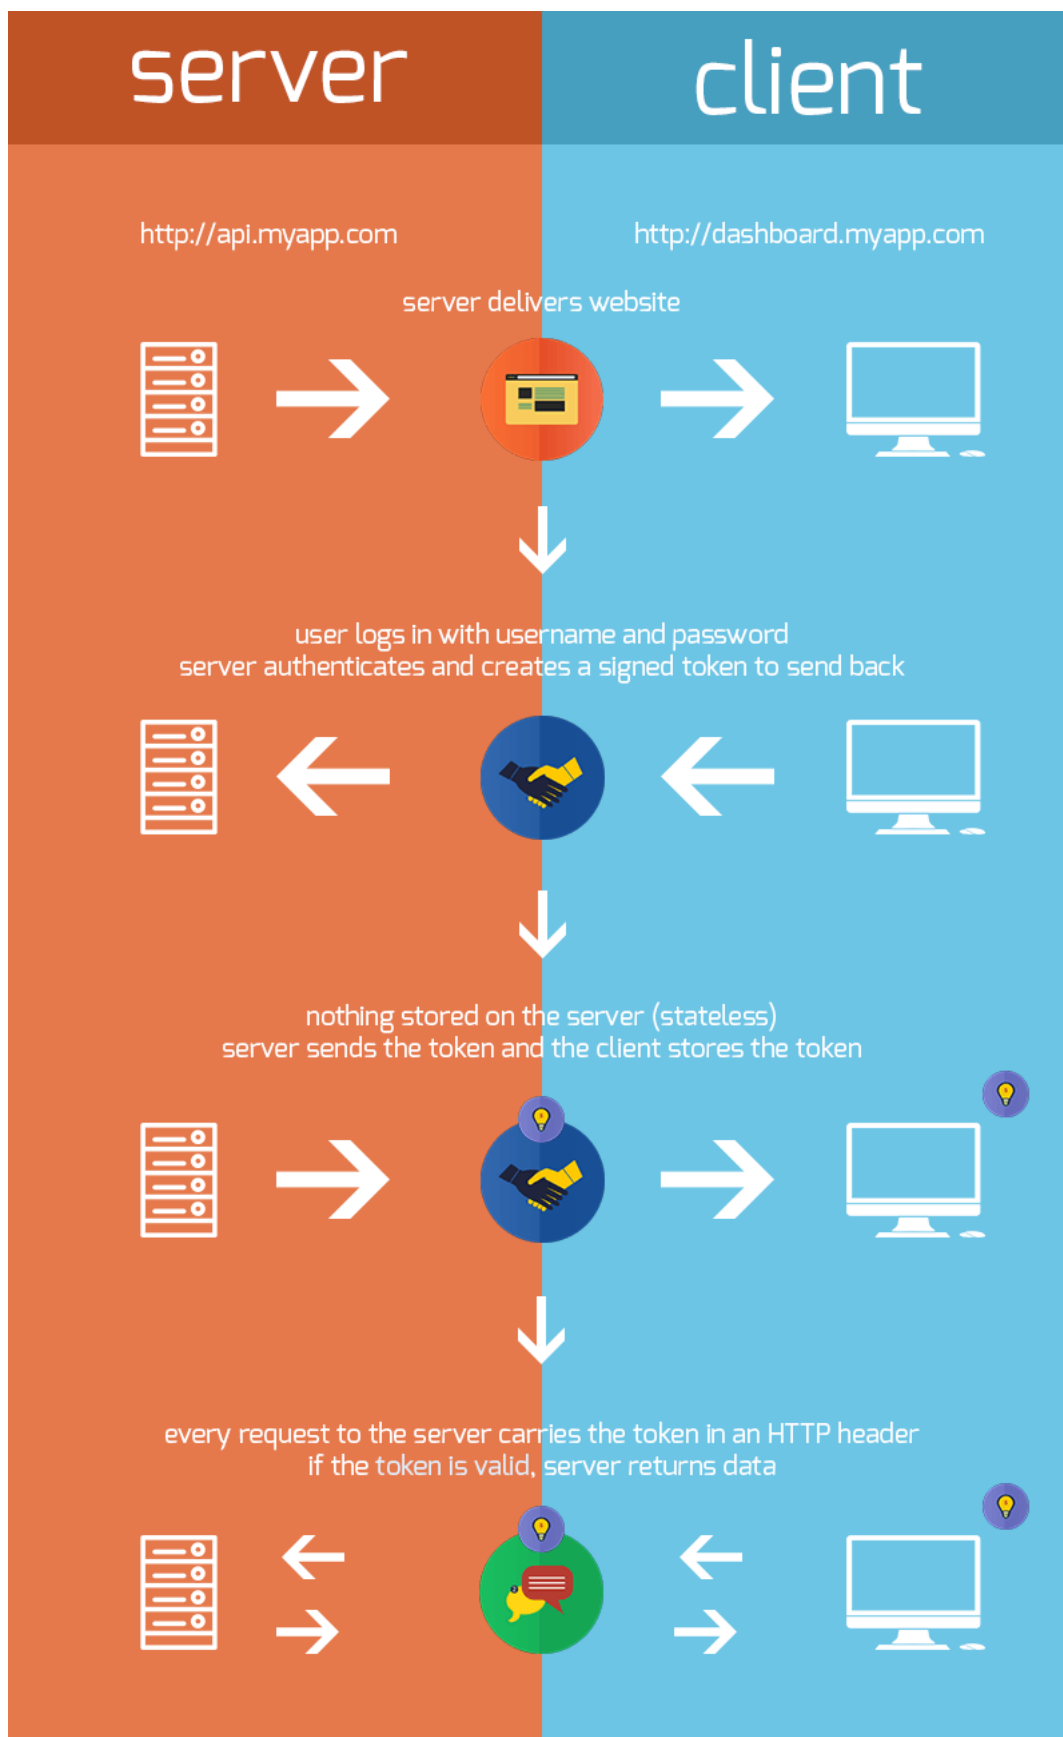 server
client
http://api.myapp.com
http://dashboard.myapp.com
server delivers website
user logs in with username and password
server authenticates and creates a signed token to send back
nothing stored on the server (stateless)
server sends the token and the client stores the token
every request to the server carries the token in an HTTP header
if the token is valid, server returns data